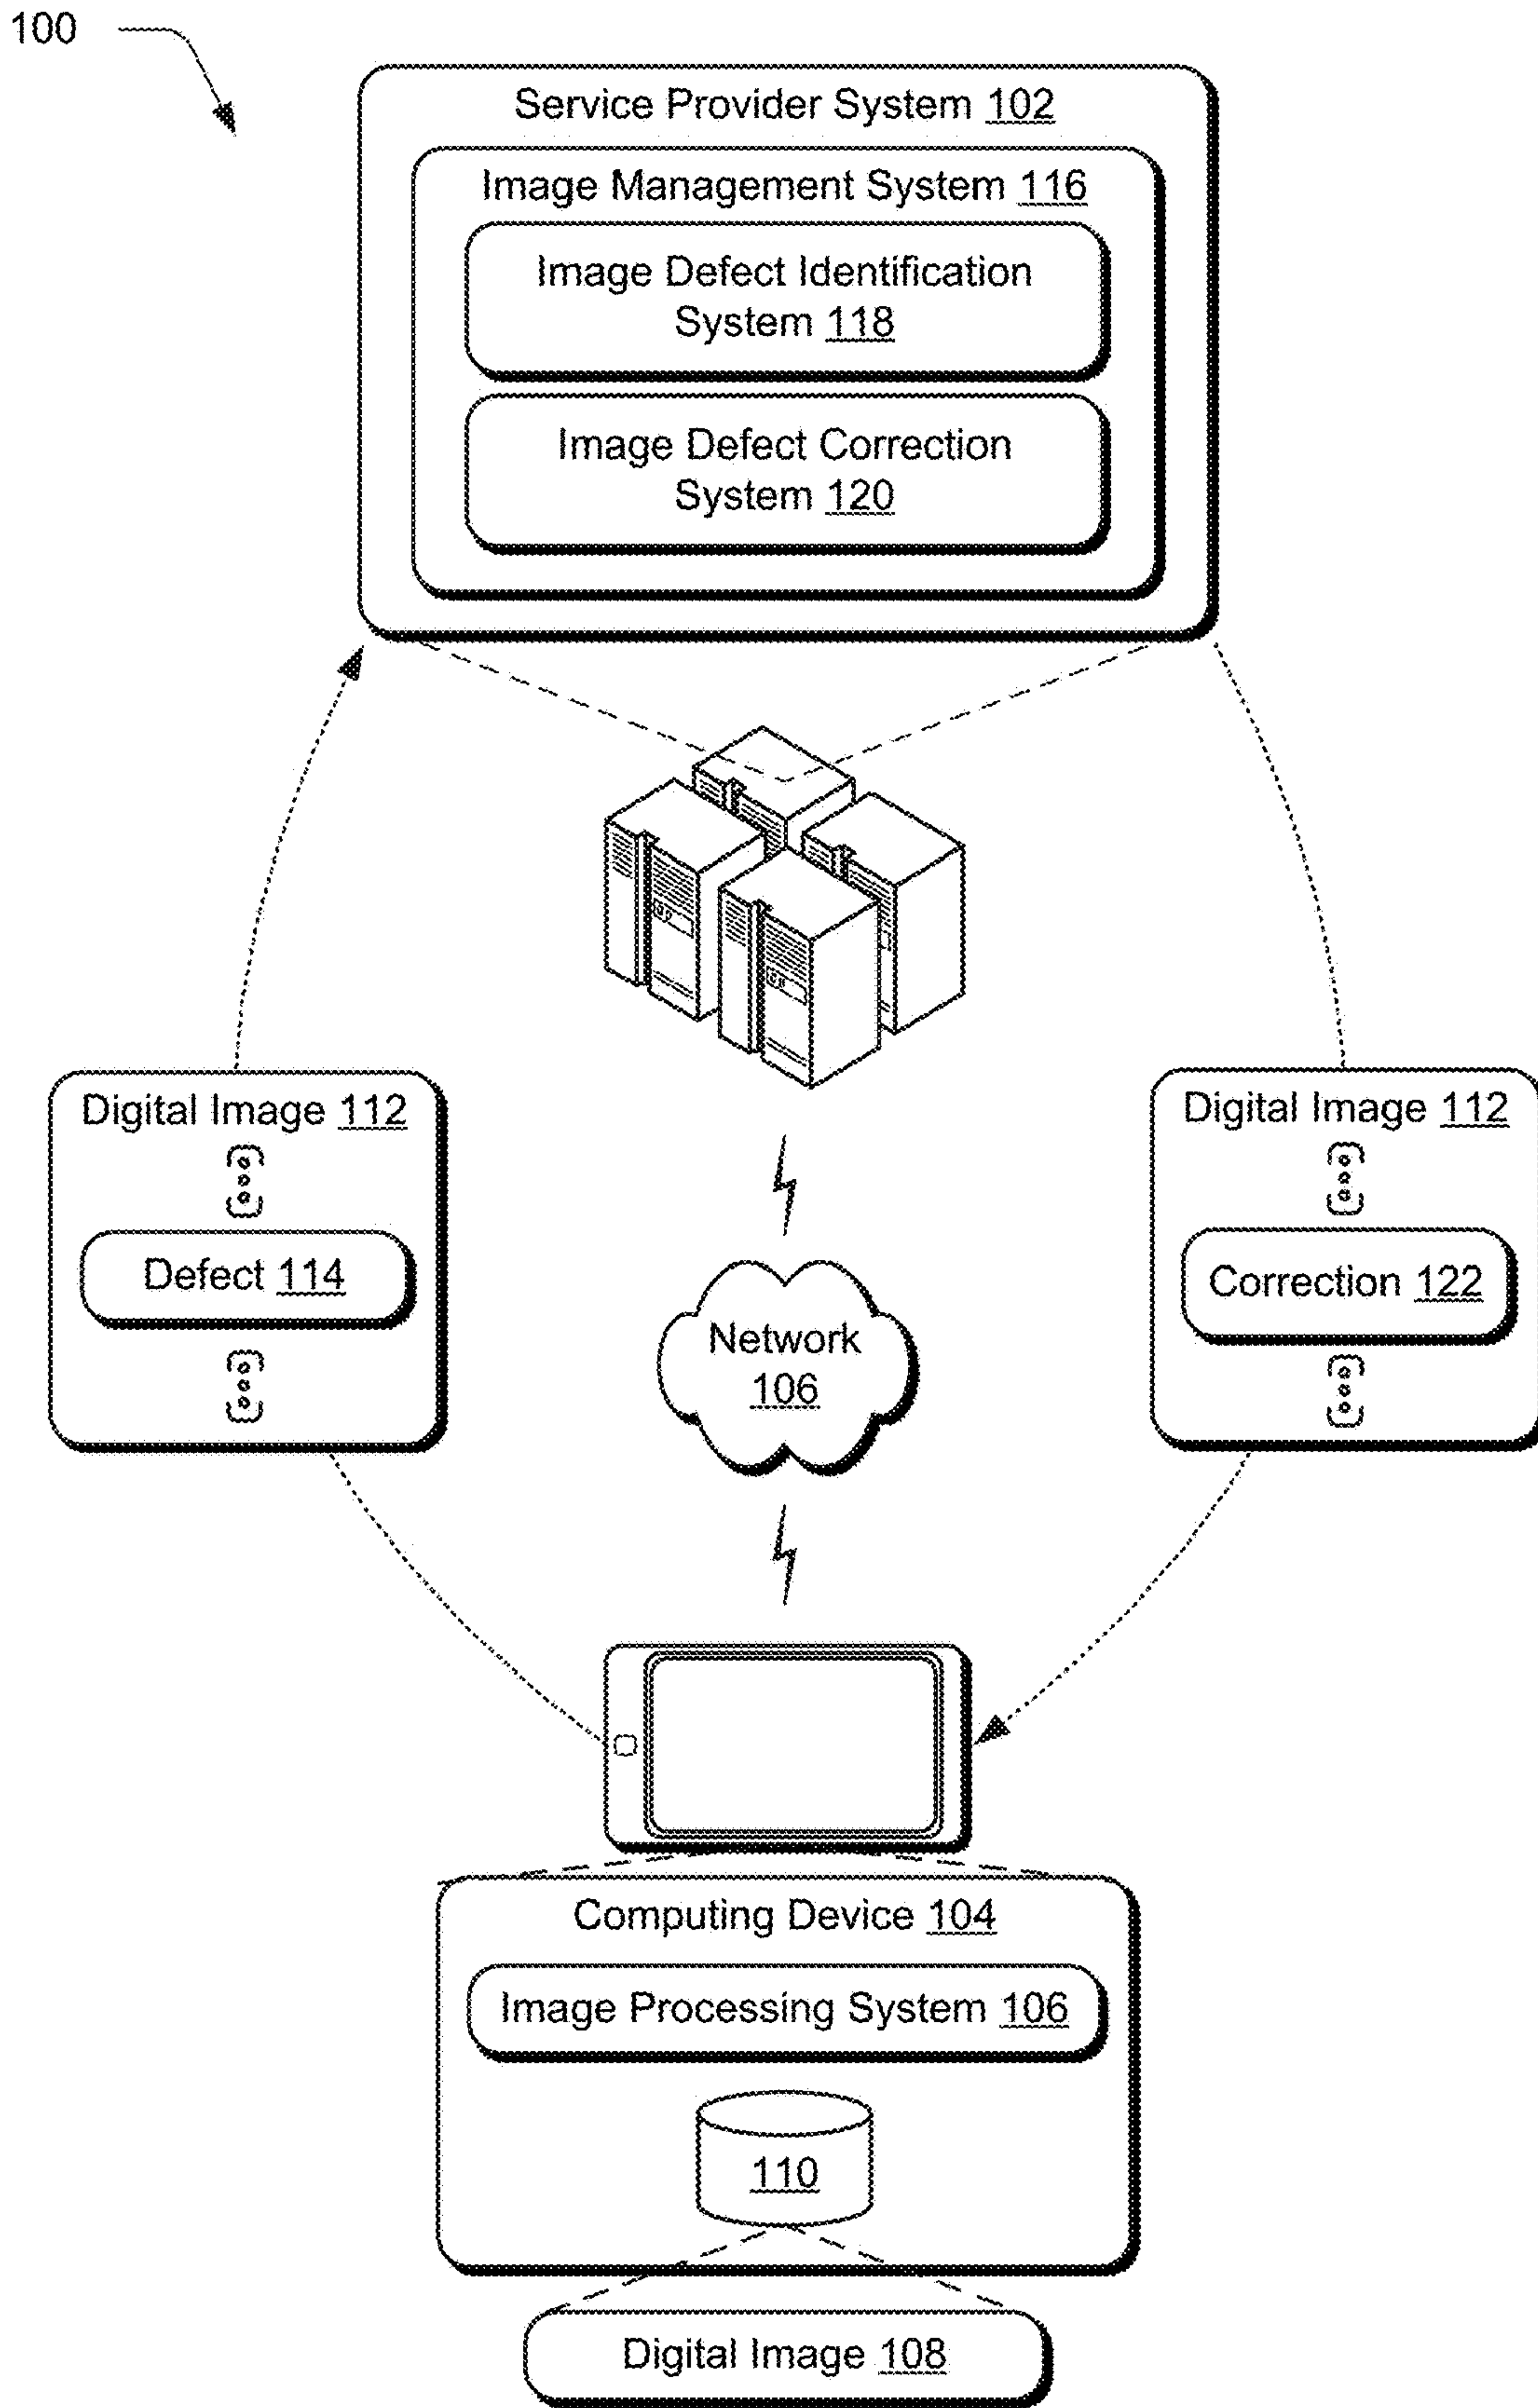 100
Service Provider System 102
Image Management System 116
Image Defect Identification
System 118
Image Defect Correction
System 120
Digital Image 112
Defect 114
Digital Image 112
Correction 122
Network
106
Computing Device 104
Image Processing System 106
110
Digital Image 108